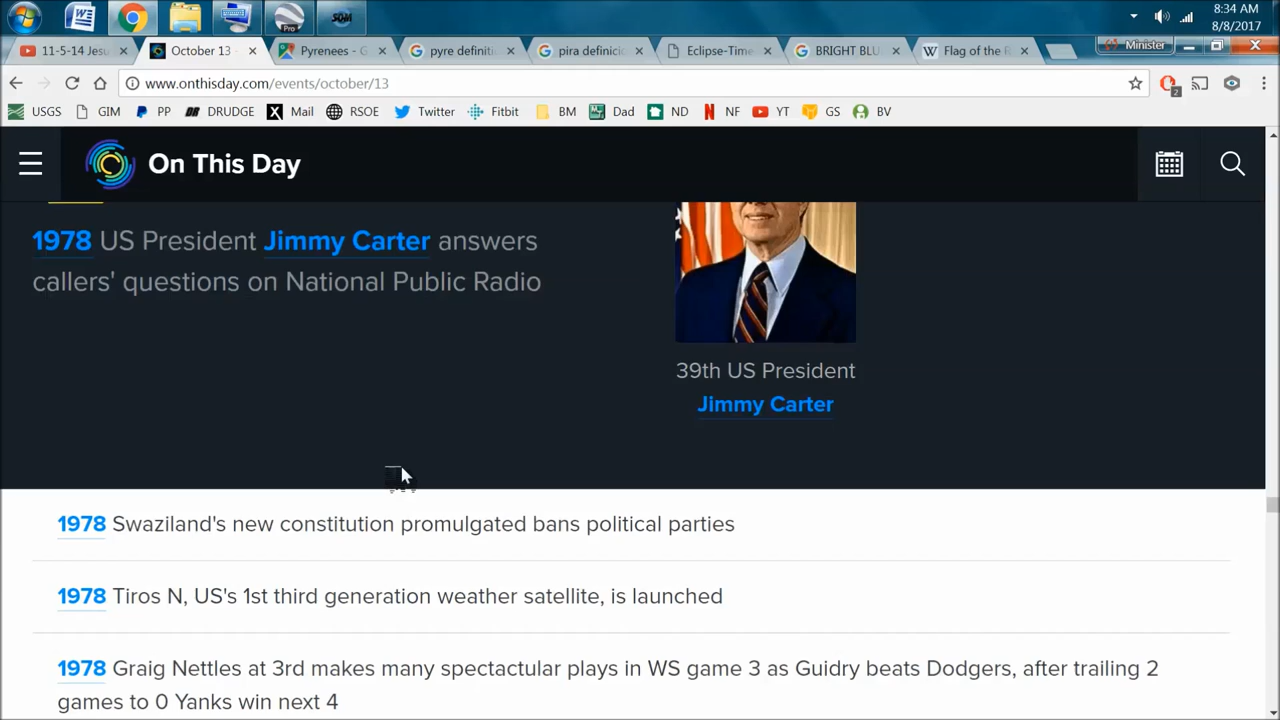 8:34 AM
8/8/2017
11-5-14 Jesu
October 13
Pyrenees - G
pyre definiti
pira definicic
Eclipse-Time
BRIGHT BLU
Flag of the R
Minister
www.onthisday.com/events/october/13
USGS GIM PP DRUDGE Mail RSOE Twitter Fitbit BM Dad ND NF YT GS BV
On This Day
1978 US President Jimmy Carter answers
callers' questions on National Public Radio
39th US President
Jimmy Carter
1978 Swaziland's new constitution promulgated bans political parties
1978 Tiros N, US's 1st third generation weather satellite, is launched
1978 Graig Nettles at 3rd makes many spectactular plays in WS game 3 as Guidry beats Dodgers, after trailing 2
games to 0 Yanks win next 4